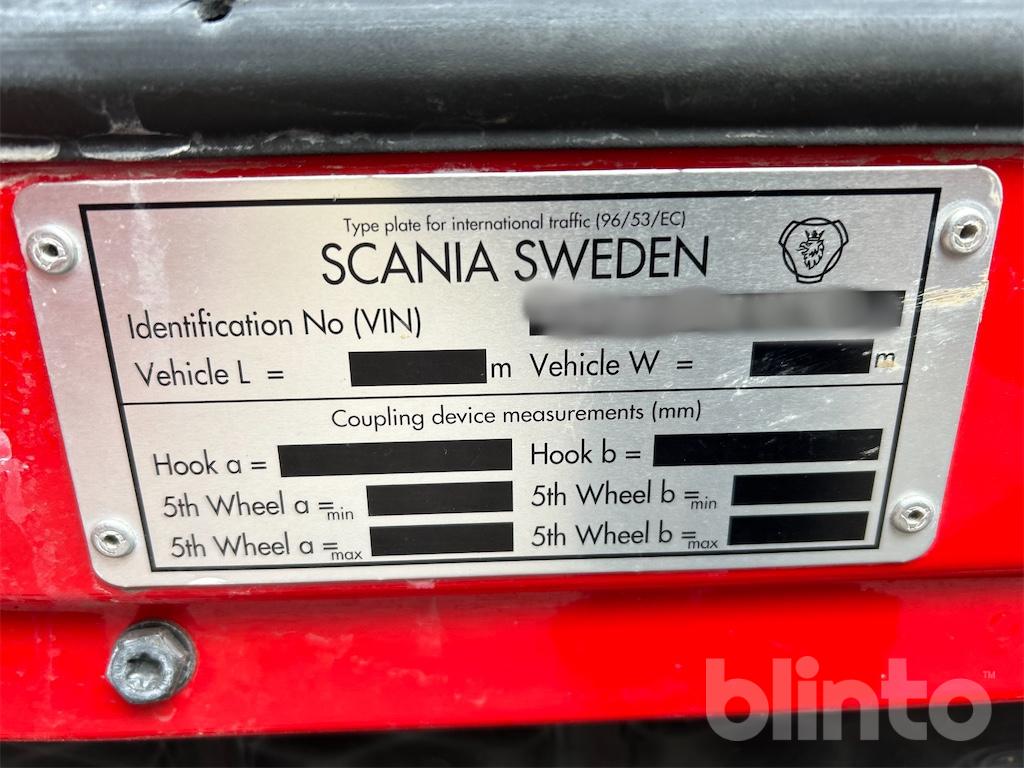 Type plate for international traffic (96/53/EC)
SCANIA SWEDEN
Identification No (VIN)
Vehicle L = m Vehicle W = m
Coupling device measurements (mm)
Hook a = Hook b =
5th Wheel a =min 5th Wheel b =min
5th Wheel a =max 5th Wheel b =max
blinto™